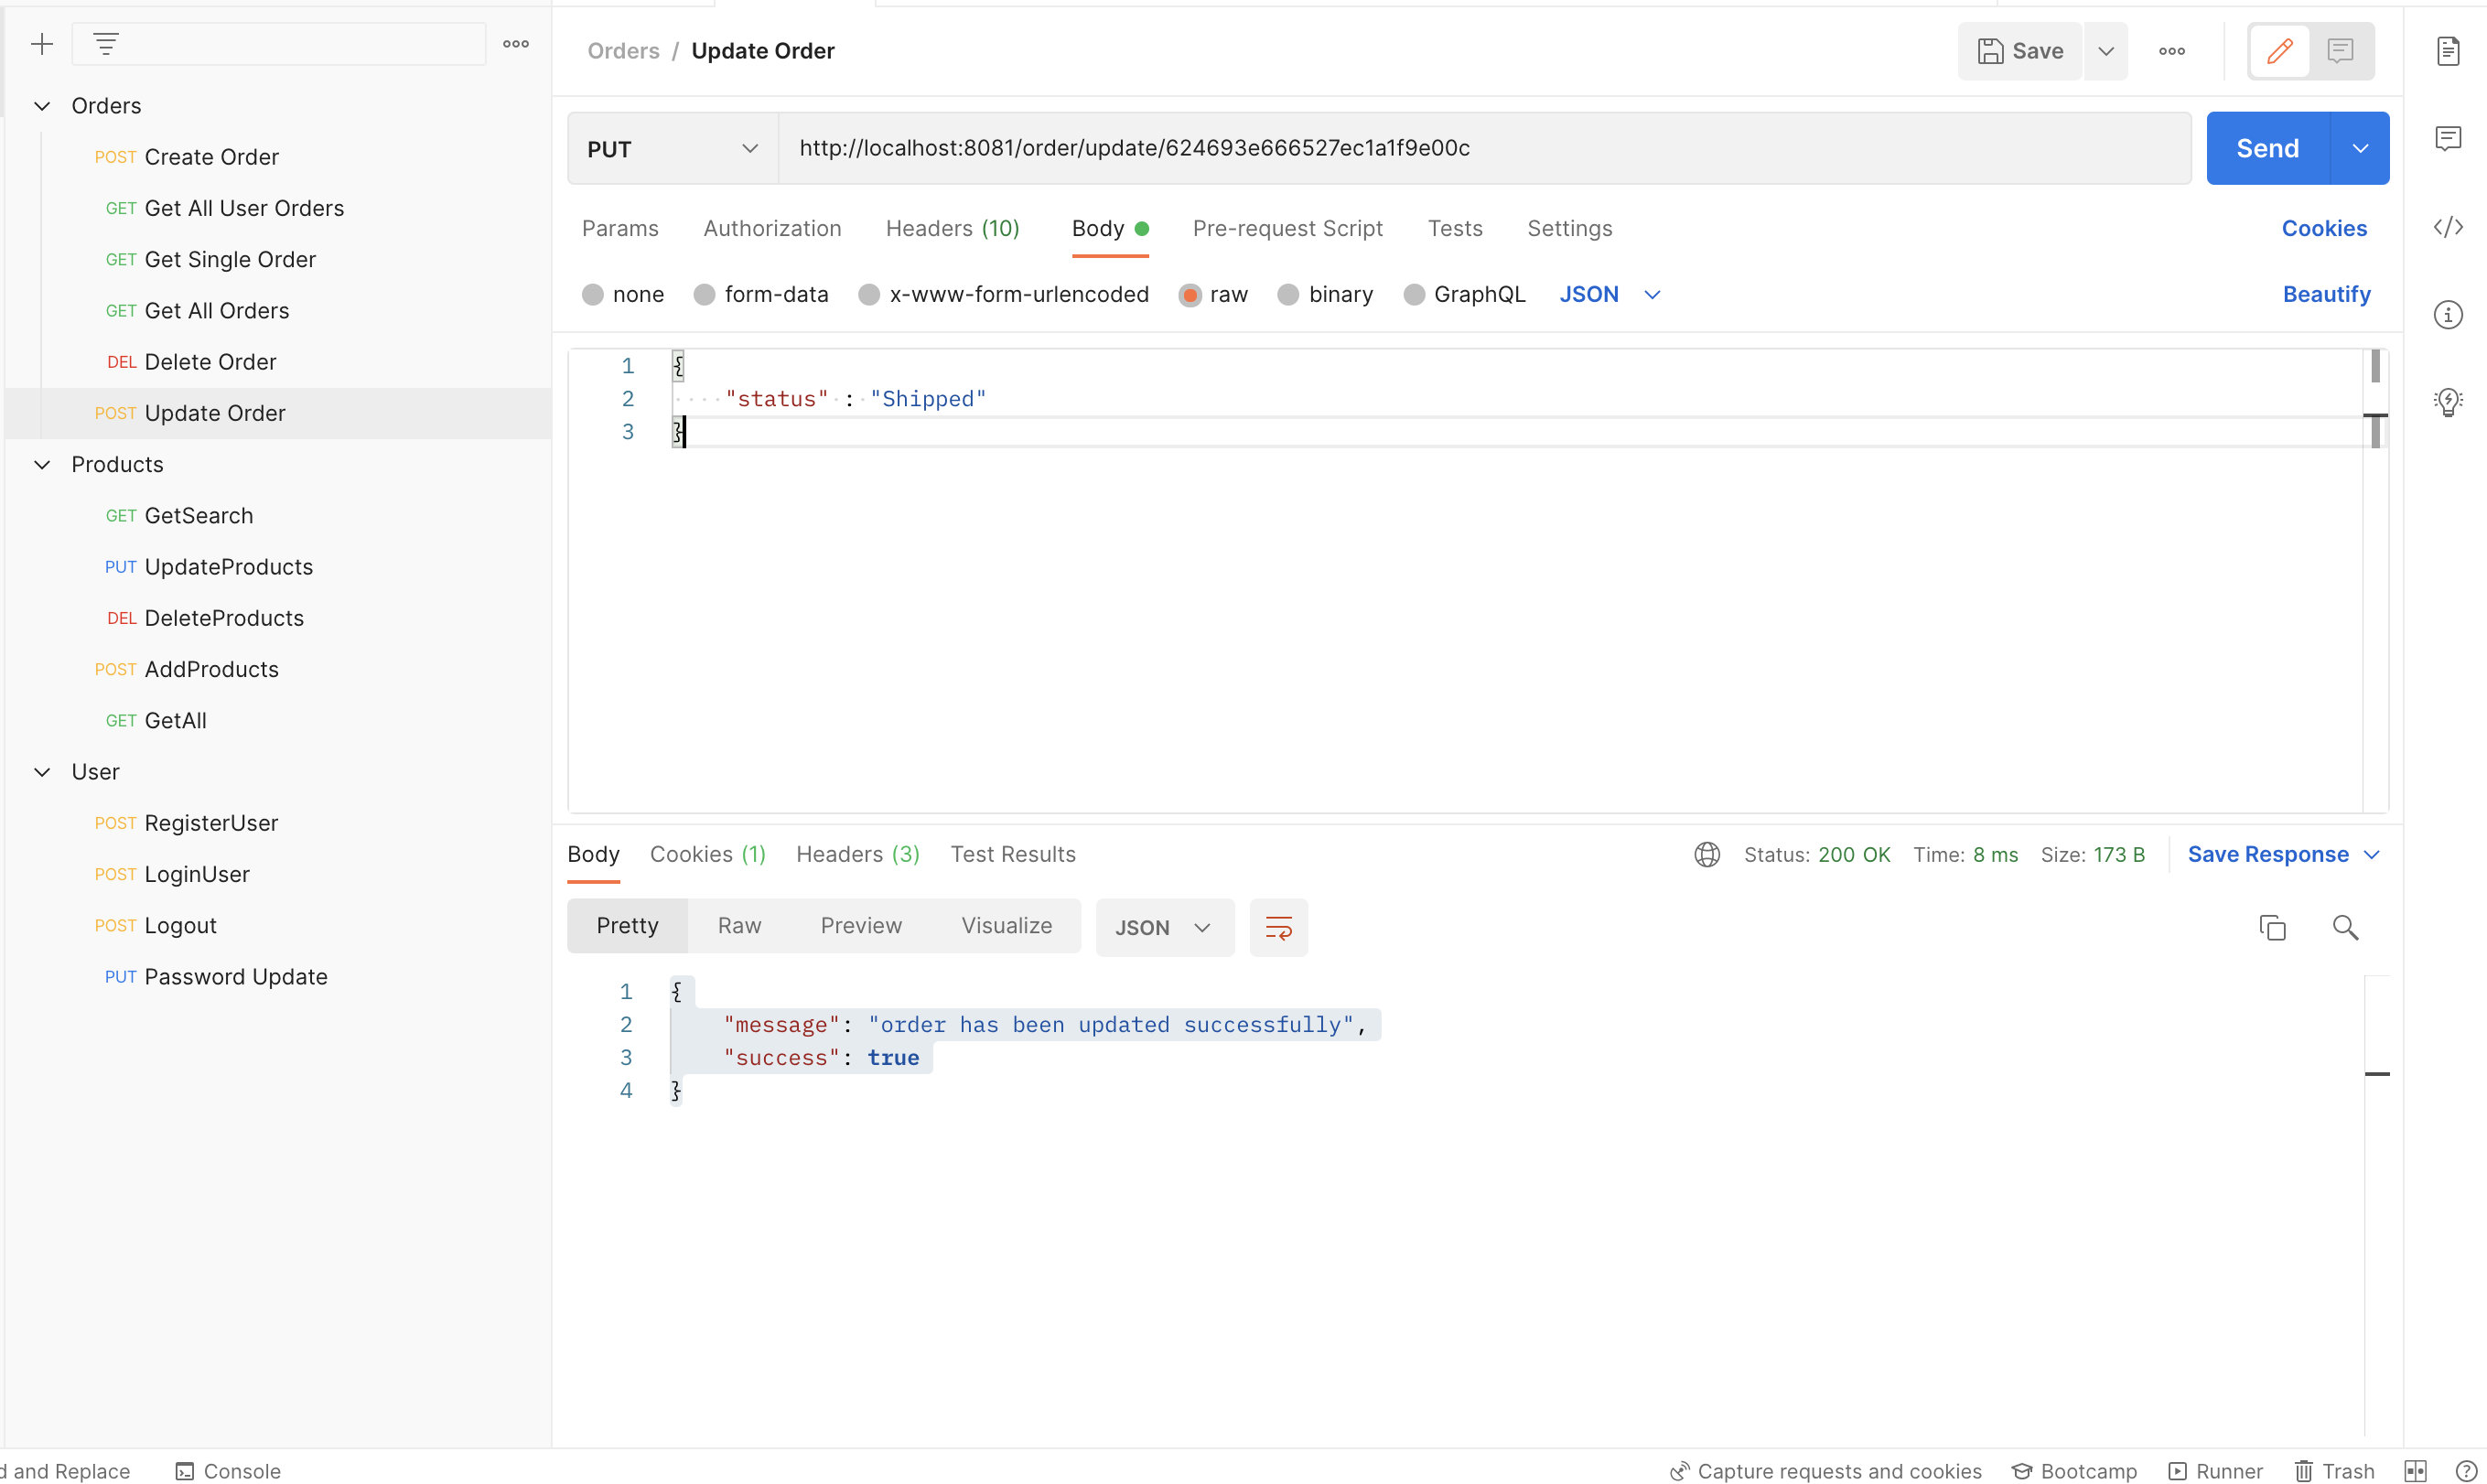 Orders
POST Create Order
GET Get All User Orders
GET Get Single Order
GET Get All Orders
DEL Delete Order
POST Update Order
Products
GET GetSearch
PUT UpdateProducts
DEL DeleteProducts
POST AddProducts
GET GetAll
User
POST RegisterUser
POST LoginUser
POST Logout
PUT Password Update
Orders / Update Order
Save
PUT http://localhost:8081/order/update/624693e666527ec1a1f9e00c Send
Params Authorization Headers (10) Body Pre-request Script Tests Settings Cookies
none form-data x-www-form-urlencoded raw binary GraphQL JSON Beautify
1 {
2 "status" : "Shipped"
3 }
Body Cookies (1) Headers (3) Test Results Status: 200 OK Time: 8 ms Size: 173 B Save Response
Pretty Raw Preview Visualize JSON
1 {
2 "message": "order has been updated successfully",
3 "success": true
4 }
d and Replace Console Capture requests and cookies Bootcamp Runner Trash